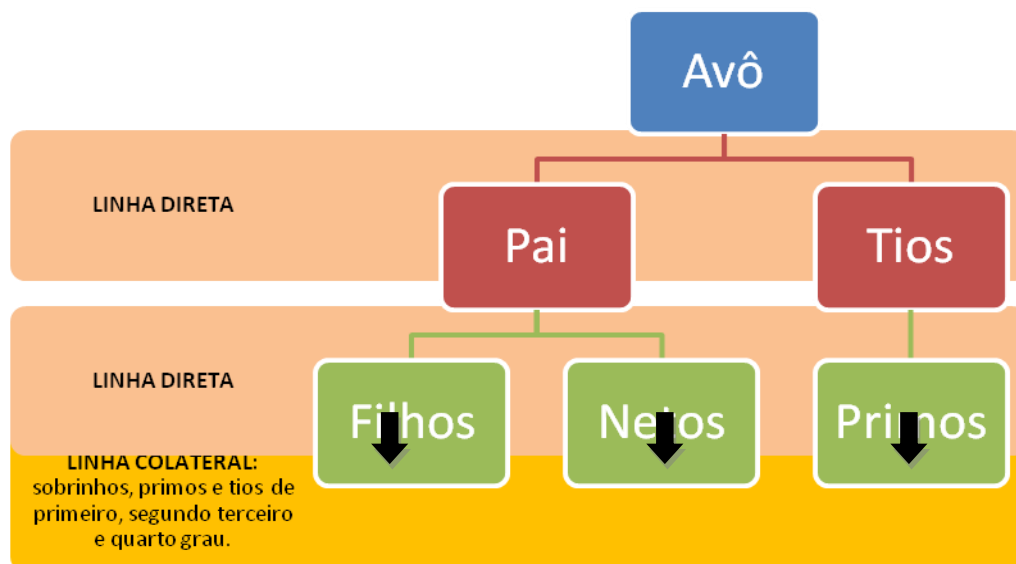 Avô
LINHA DIRETA
Pai
Tios
LINHA DIRETA
Filhos
Netos
Primos
LINHA COLATERAL:
sobrinhos, primos e tios de
primeiro, segundo terceiro
e quarto grau.